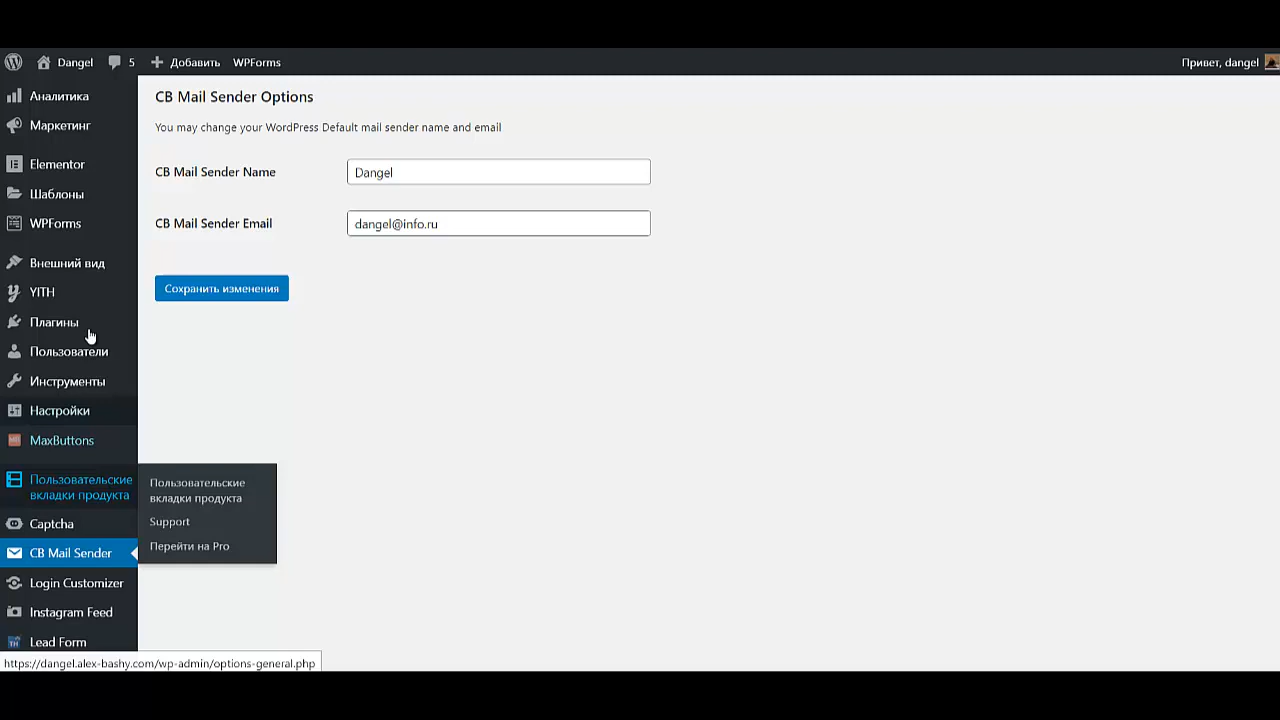 Dangel 5 Добавить WPForms Привет, dangel
Аналитика
Маркетинг
Elementor
Шаблоны
WPForms
Внешний вид
YITH
Плагины
Пользователи
Инструменты
Настройки
MaxButtons
Пользовательские
вкладки продукта
Captcha
CB Mail Sender
Login Customizer
Instagram Feed
Lead Form
CB Mail Sender Options
You may change your WordPress Default mail sender name and email
CB Mail Sender Name Dangel
CB Mail Sender Email dangel@info.ru
Сохранить изменения
Пользовательские
вкладки продукта
Support
Перейти на Pro
https://dangel.alex-bashy.com/wp-admin/options-general.php